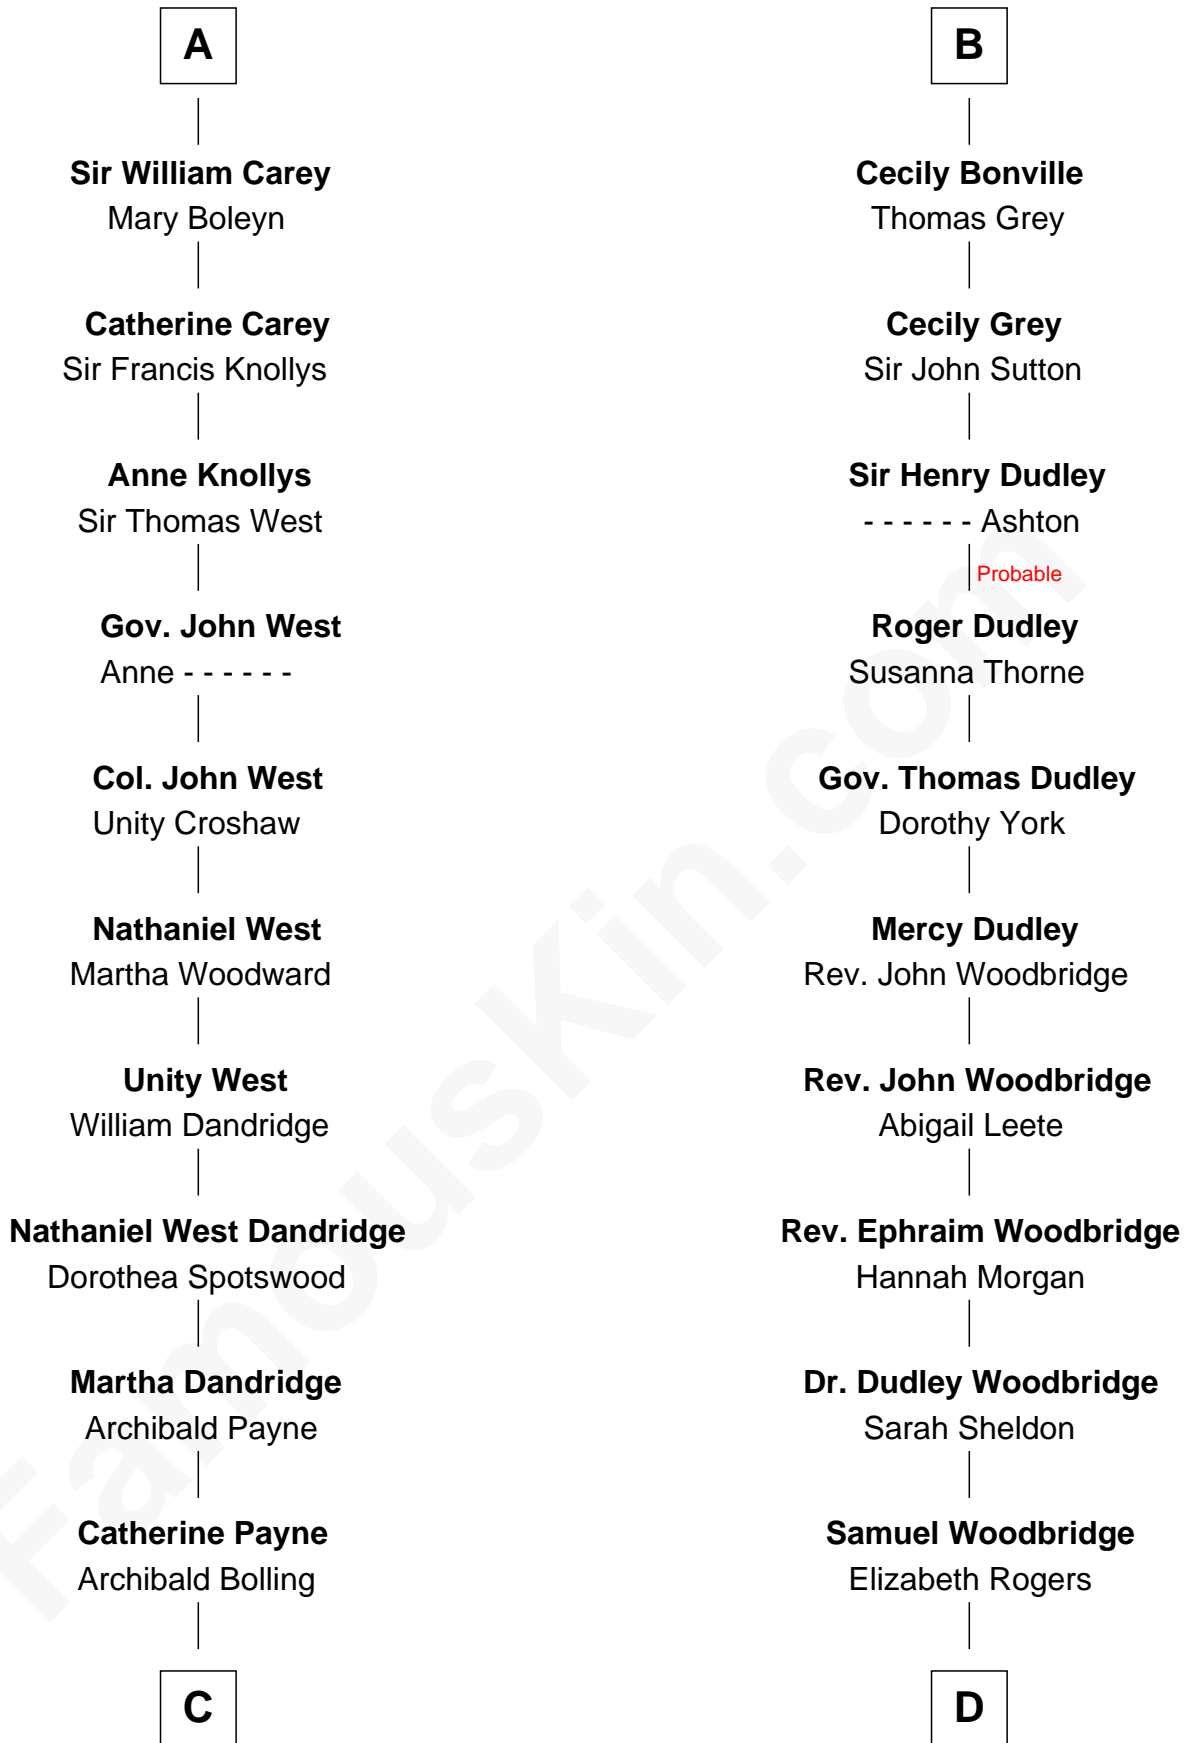 A
Sir William Carey
Mary Boleyn
Catherine Carey
Sir Francis Knollys
Anne Knollys
Sir Thomas West
Gov. John West
Anne - - - - - -
Col. John West
Unity Croshaw
Nathaniel West
Martha Woodward
Unity West
William Dandridge
Nathaniel West Dandridge
Dorothea Spotswood
Martha Dandridge
Archibald Payne
Catherine Payne
Archibald Bolling
C
B
Cecily Bonville
Thomas Grey
Cecily Grey
Sir John Sutton
Sir Henry Dudley
- - - - - - Ashton
Probable
Roger Dudley
Susanna Thorne
Gov. Thomas Dudley
Dorothy York
Mercy Dudley
Rev. John Woodbridge
Rev. John Woodbridge
Abigail Leete
Rev. Ephraim Woodbridge
Hannah Morgan
Dr. Dudley Woodbridge
Sarah Sheldon
Samuel Woodbridge
Elizabeth Rogers
D
FamousKin.com